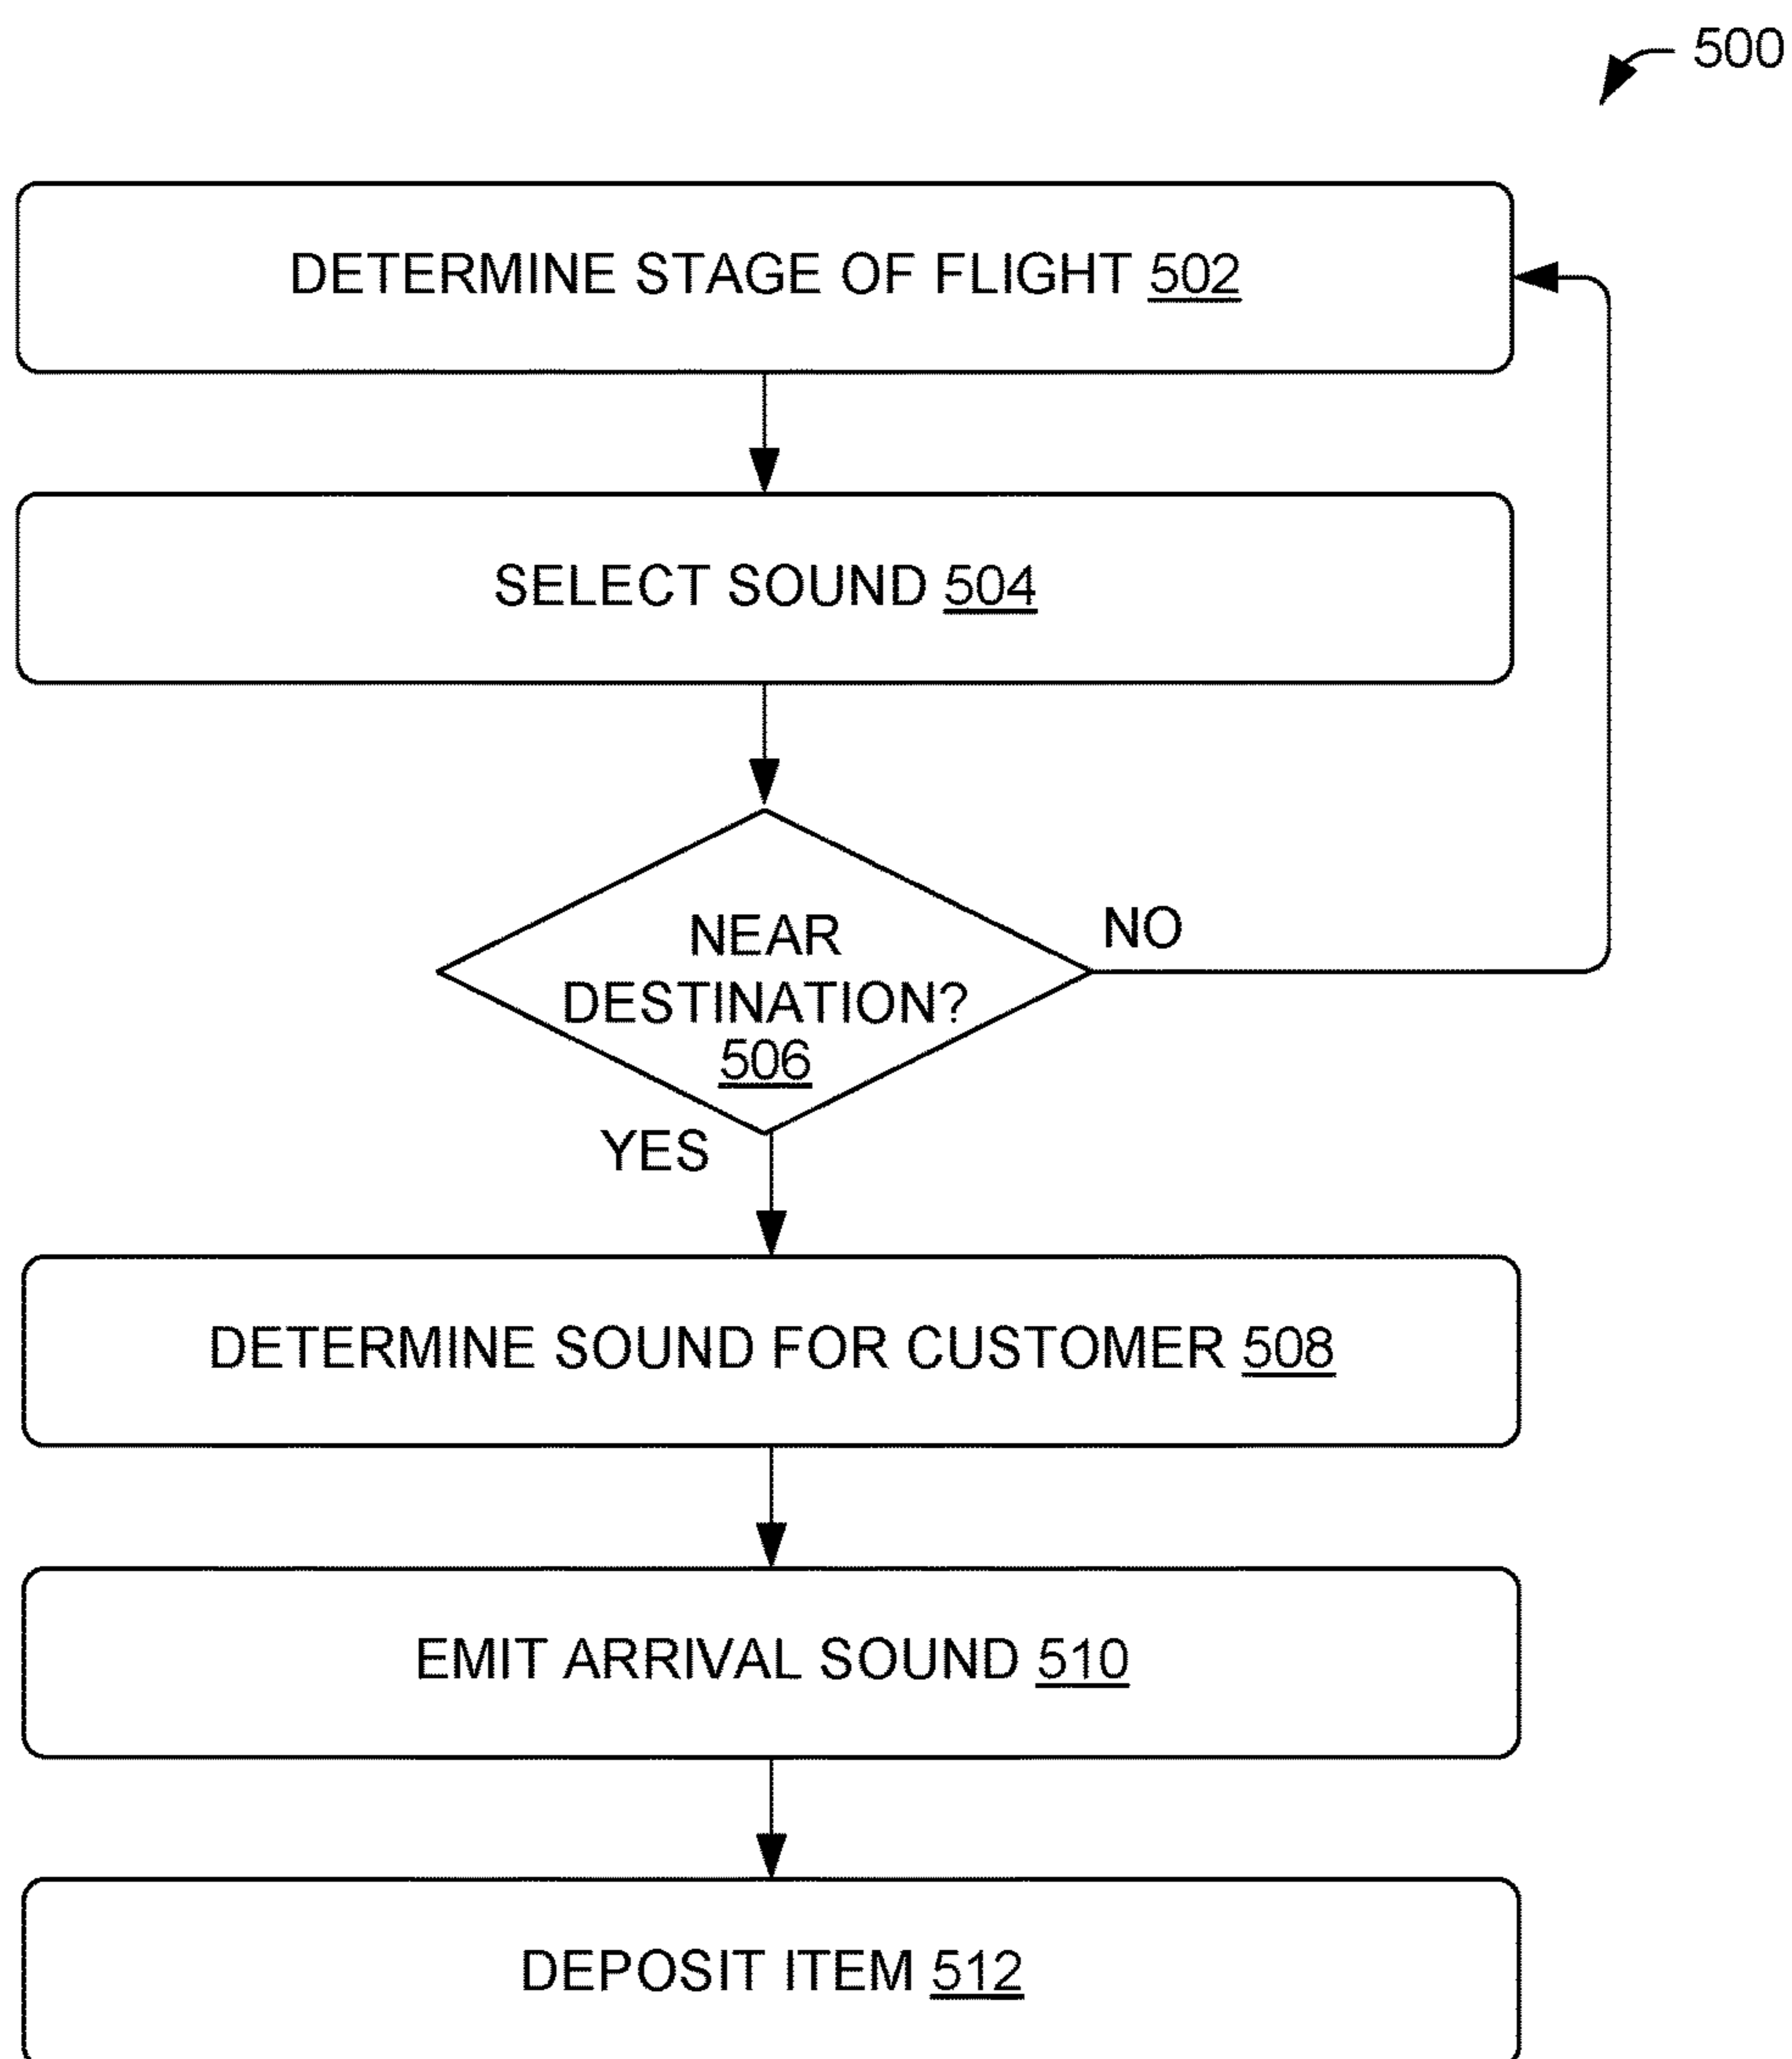 500
DETERMINE STAGE OF FLIGHT 502
SELECT SOUND 504
NEAR
DESTINATION?
506
NO
YES
DETERMINE SOUND FOR CUSTOMER 508
EMIT ARRIVAL SOUND 510
DEPOSIT ITEM 512